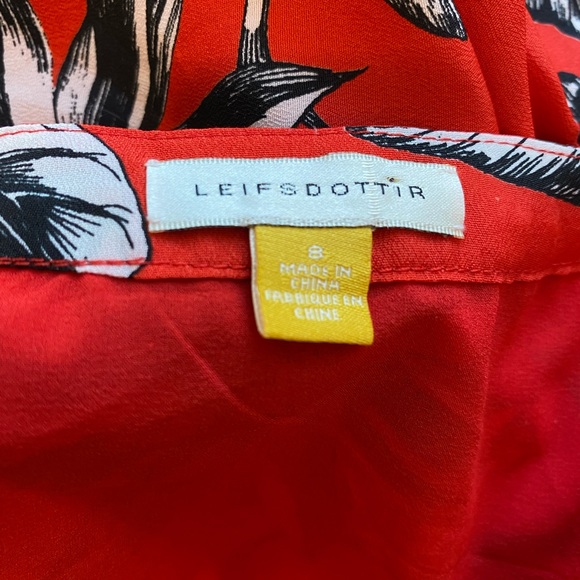 LEIFSDOTTIR
8
MADE IN
CHINA
FABRIQUE EN
CHINE